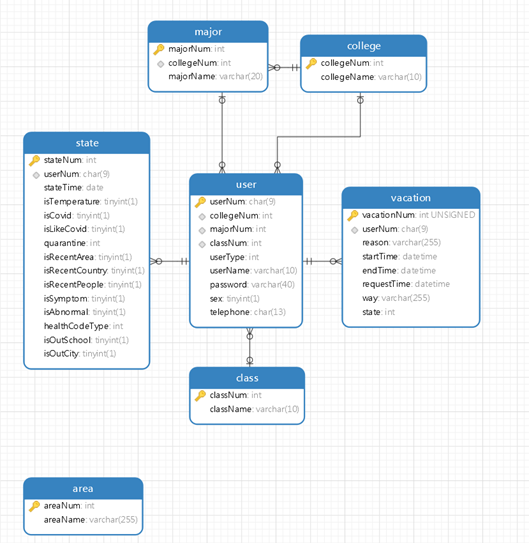 major
majorNum: int
collegeNum: int
majorName: varchar(20)
college
collegeNum: int
collegeName: varchar(10)
state
stateNum: int
userNum: char(9)
stateTime: date
isTemperature: tinyint(1)
isCovid: tinyint(1)
isLikeCovid: tinyint(1)
quarantine: int
isRecentArea: tinyint(1)
isRecentCountry: tinyint(1)
isRecentPeople: tinyint(1)
isSymptom: tinyint(1)
isAbnormal: tinyint(1)
healthCodeType: int
isOutSchool: tinyint(1)
isOutCity: tinyint(1)
user
userNum: char(9)
collegeNum: int
majorNum: int
classNum: int
userType: int
userName: varchar(10)
password: varchar(40)
sex: tinyint(1)
telephone: char(13)
vacation
vacationNum: int UNSIGNED
userNum: char(9)
reason: varchar(255)
startTime: datetime
endTime: datetime
requestTime: datetime
way: varchar(255)
state: int
class
classNum: int
className: varchar(10)
area
areaNum: int
areaName: varchar(255)